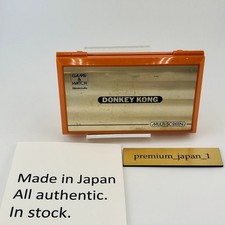 GAME &
WATCH
Nintendo
DONKEY KONG
MULTI SCREEN
premium_japan_1
Made in Japan
All authentic.
In stock.